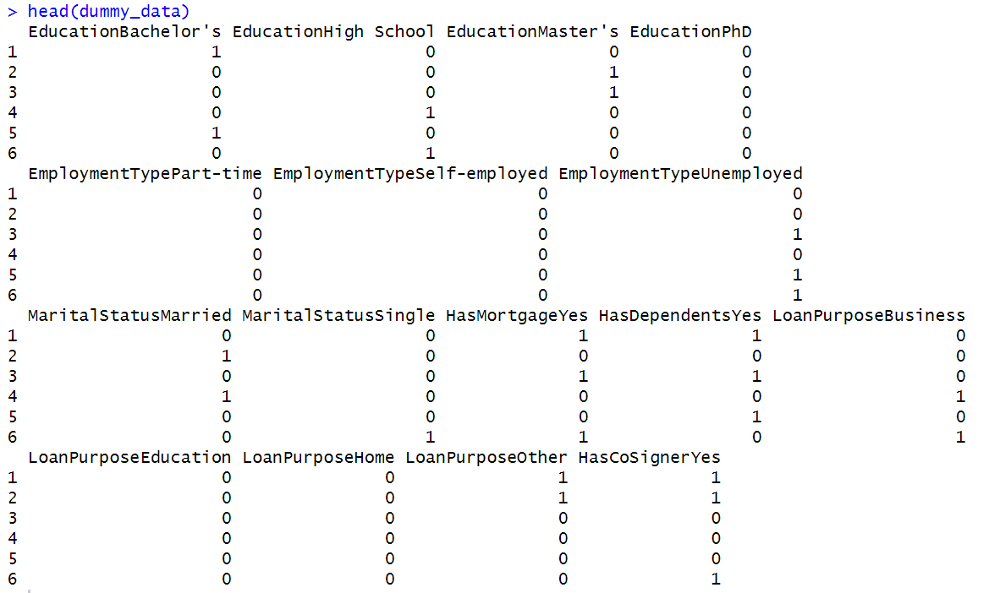 > head(dummy_data)
  EducationBachelor's EducationHigh School EducationMaster's EducationPhD
1                   1                    0                 0            0
2                   0                    0                 1            0
3                   0                    0                 1            0
4                   0                    1                 0            0
5                   1                    0                 0            0
6                   0                    1                 0            0
  EmploymentTypePart-time EmploymentTypeSelf-employed EmploymentTypeUnemployed
1                       0                           0                        0
2                       0                           0                        0
3                       0                           0                        1
4                       0                           0                        0
5                       0                           0                        1
6                       0                           0                        1
  MaritalStatusMarried MaritalStatusSingle HasMortgageYes HasDependentsYes LoanPurposeBusiness
1                    0                   0              1                1                   0
2                    1                   0              0                0                   0
3                    0                   0              1                1                   0
4                    1                   0              0                0                   1
5                    0                   0              0                1                   0
6                    0                   1              1                0                   1
  LoanPurposeEducation LoanPurposeHome LoanPurposeOther HasCoSignerYes
1                    0               0                1              1
2                    0               0                1              1
3                    0               0                0              0
4                    0               0                0              0
5                    0               0                0              0
6                    0               0                0              1